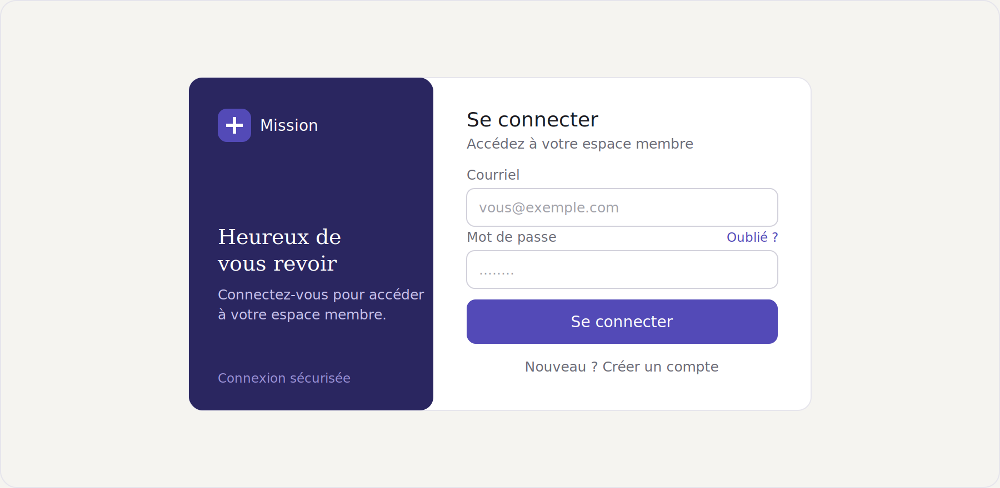 Mission
Heureux de
vous revoir
Connectez-vous pour accéder
à votre espace membre.
Connexion sécurisée
Se connecter
Accédez à votre espace membre
Courriel
vous@exemple.com
Mot de passe
Oublié ?
........
Se connecter
Nouveau ? Créer un compte